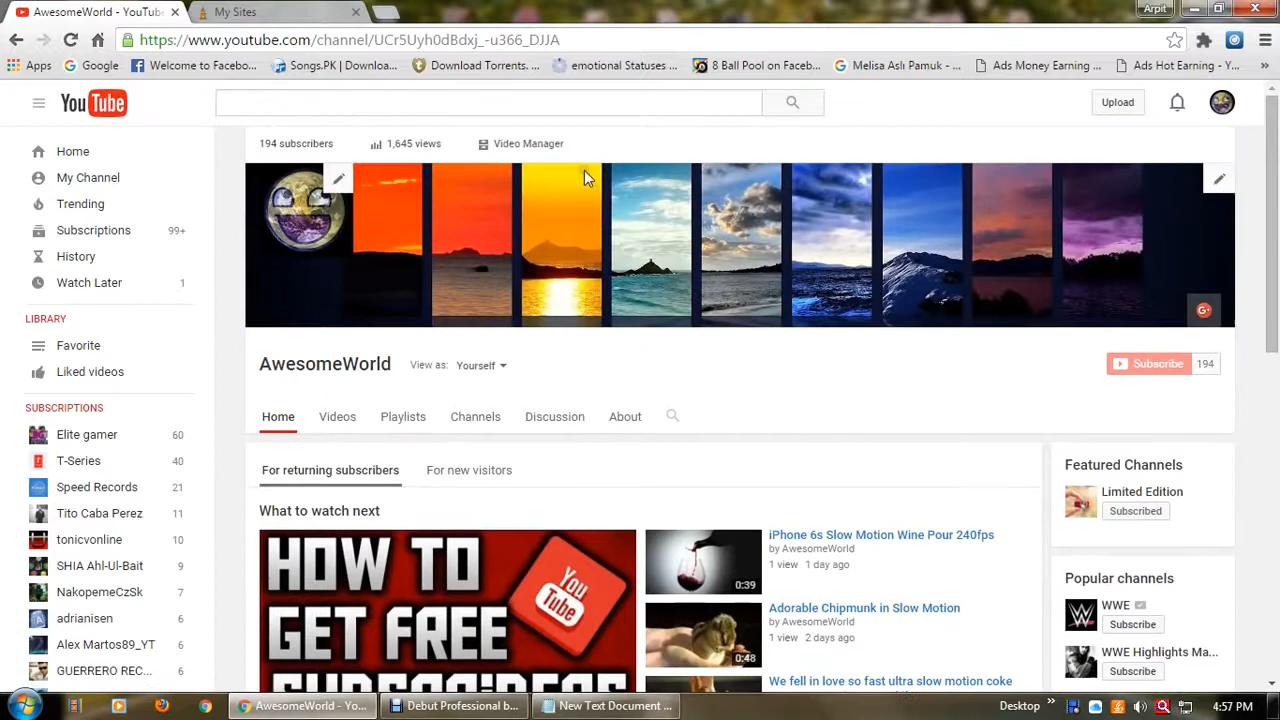 AwesomeWorld - YouTub
My Sites
Arpit
https://www.youtube.com/channel/UCr5Uyh0dBdxj_-u366_DJJA
Apps
Google
Welcome to Facebo...
Songs.PK | Downloa...
Download Torrents...
emotional Statuses ...
8 Ball Pool on Faceb...
Melisa Asli Pamuk - ...
Ads Money Earning ...
Ads Hot Earning - Y...
YouTube
Upload
194 subscribers
1,645 views
Video Manager
Home
My Channel
Trending
Subscriptions 99+
History
Watch Later 1
LIBRARY
Favorite
Liked videos
SUBSCRIPTIONS
Elite gamer 60
T-Series 40
Speed Records 21
Tito Caba Perez 11
tonicvonline 10
SHIA Ahl-Ul-Bait 9
NakopemeCzSk 7
adrianisen 6
Alex Martos89_YT 6
GUERRERO REC... 6
AwesomeWorld
View as: Yourself
Subscribe 194
Home
Videos
Playlists
Channels
Discussion
About
For returning subscribers
For new visitors
What to watch next
HOW TO
GET FREE
SUBSCRIBERS
You
Tube
0:39
iPhone 6s Slow Motion Wine Pour 240fps
by AwesomeWorld
1 view 1 day ago
0:48
Adorable Chipmunk in Slow Motion
by AwesomeWorld
1 view 2 days ago
We fell in love so fast ultra slow motion coke
Featured Channels
Limited Edition
Subscribed
Popular channels
WWE
Subscribe
WWE Highlights Ma...
Subscribe
AwesomeWorld - Yo...
Debut Professional b...
New Text Document ...
Desktop
4:57 PM